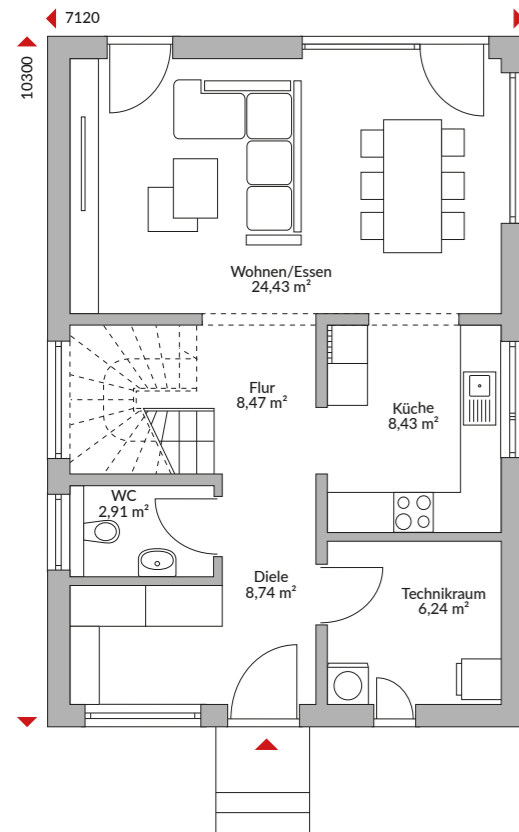 7120
10300
Wohnen/Essen
24,43 m²
Flur
8,47 m²
Küche
8,43 m²
WC
2,91 m²
Diele
8,74 m²
Technikraum
6,24 m²